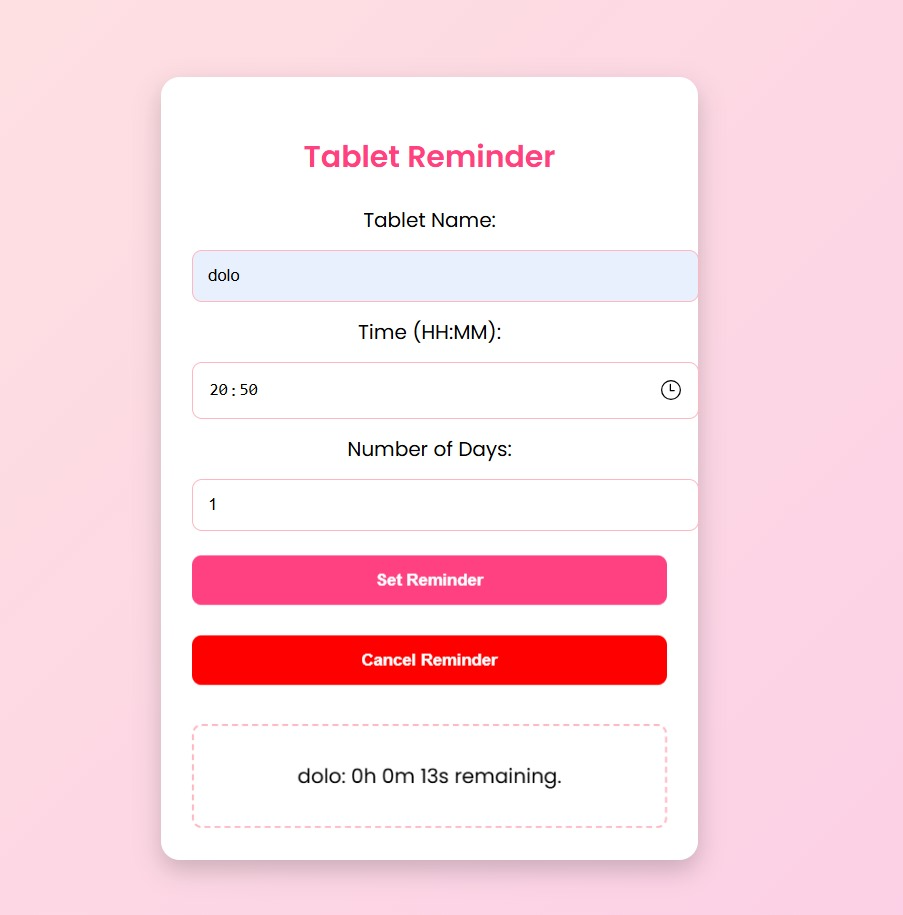 Tablet Reminder
Tablet Name:
dolo
Time (HH:MM):
20:50
Number of Days:
1
Set Reminder
Cancel Reminder
dolo: 0h 0m 13s remaining.